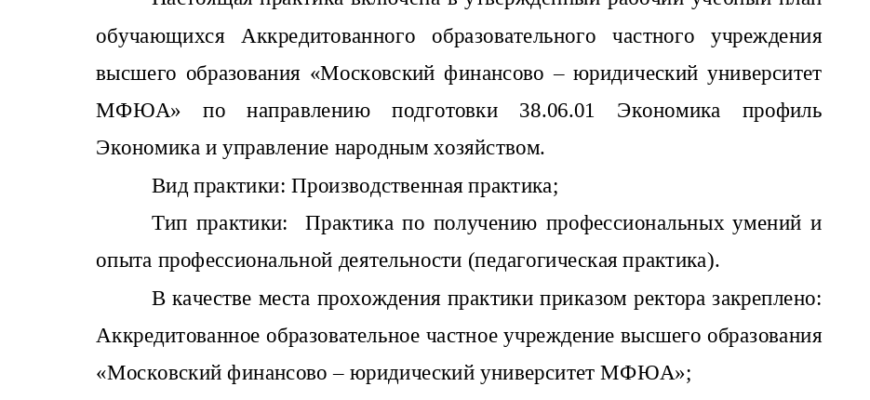 Настоящая практика включена в утвержденный рабочий учебный план
обучающихся Аккредитованного образовательного частного учреждения
высшего образования «Московский финансово – юридический университет
МФЮА» по направлению подготовки 38.06.01 Экономика профиль
Экономика и управление народным хозяйством.
Вид практики: Производственная практика;
Тип практики: Практика по получению профессиональных умений и
опыта профессиональной деятельности (педагогическая практика).
В качестве места прохождения практики приказом ректора закреплено:
Аккредитованное образовательное частное учреждение высшего образования
«Московский финансово – юридический университет МФЮА»;